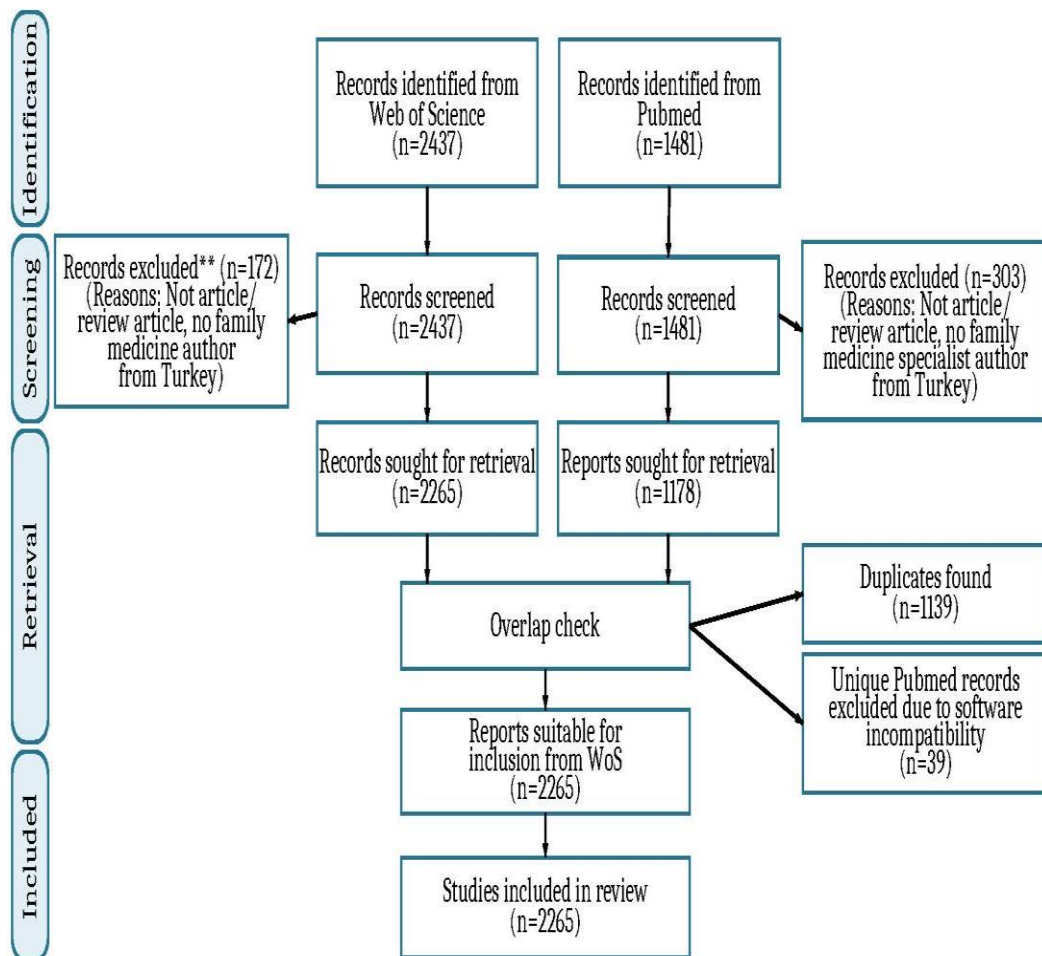 Identification
Records identified from
Web of Science
(n=2437)
Records identified from
Pubmed
(n=1481)
Screening
Records excluded** (n=172)
(Reasons: Not article/
review article, no family
medicine author
from Turkey)
Records screened
(n=2437)
Records screened
(n=1481)
Records excluded (n=303)
(Reasons: Not article/
review article, no family
medicine specialist author
from Turkey)
Retrieval
Records sought for retrieval
(n=2265)
Reports sought for retrieval
(n=1178)
Overlap check
Duplicates found
(n=1139)
Unique Pubmed records
excluded due to software
incompatibility
(n=39)
Reports suitable for
inclusion from WoS
(n=2265)
Included
Studies included in review
(n=2265)